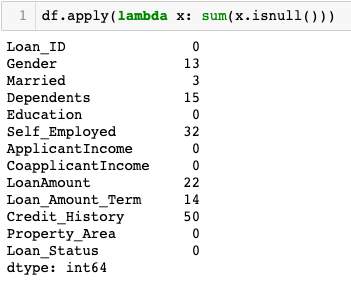 1 df.apply(lambda x: sum(x.isnull()))
Loan_ID 0
Gender 13
Married 3
Dependents 15
Education 0
Self_Employed 32
ApplicantIncome 0
CoapplicantIncome 0
LoanAmount 22
Loan_Amount_Term 14
Credit_History 50
Property_Area 0
Loan_Status 0
dtype: int64